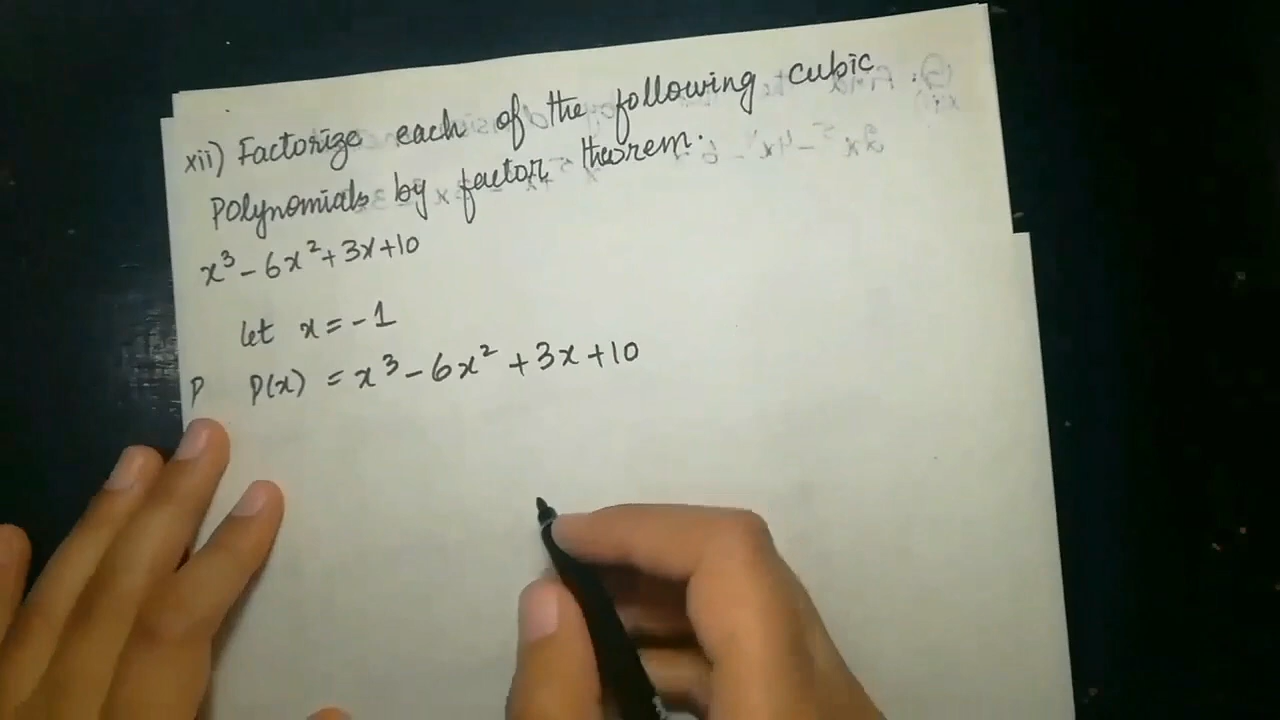 xii) Factorize each of the following cubic
Polynomials by factor theorem.
x³ - 6x² + 3x + 10
let x = -1
P P(x) = x³ - 6x² + 3x + 10